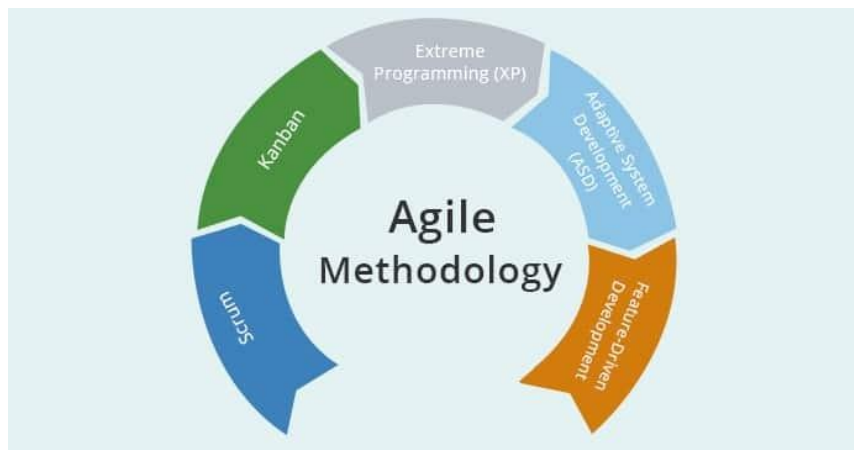 Extreme
Programming (XP)
Adaptive System
Development
(ASD)
Kanban
Agile
Methodology
Scrum
Feature-Driven
Development